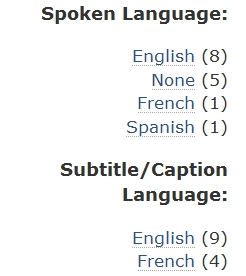 Spoken Language:
English (8)
None (5)
French (1)
Spanish (1)
Subtitle/Caption
Language:
English (9)
French (4)